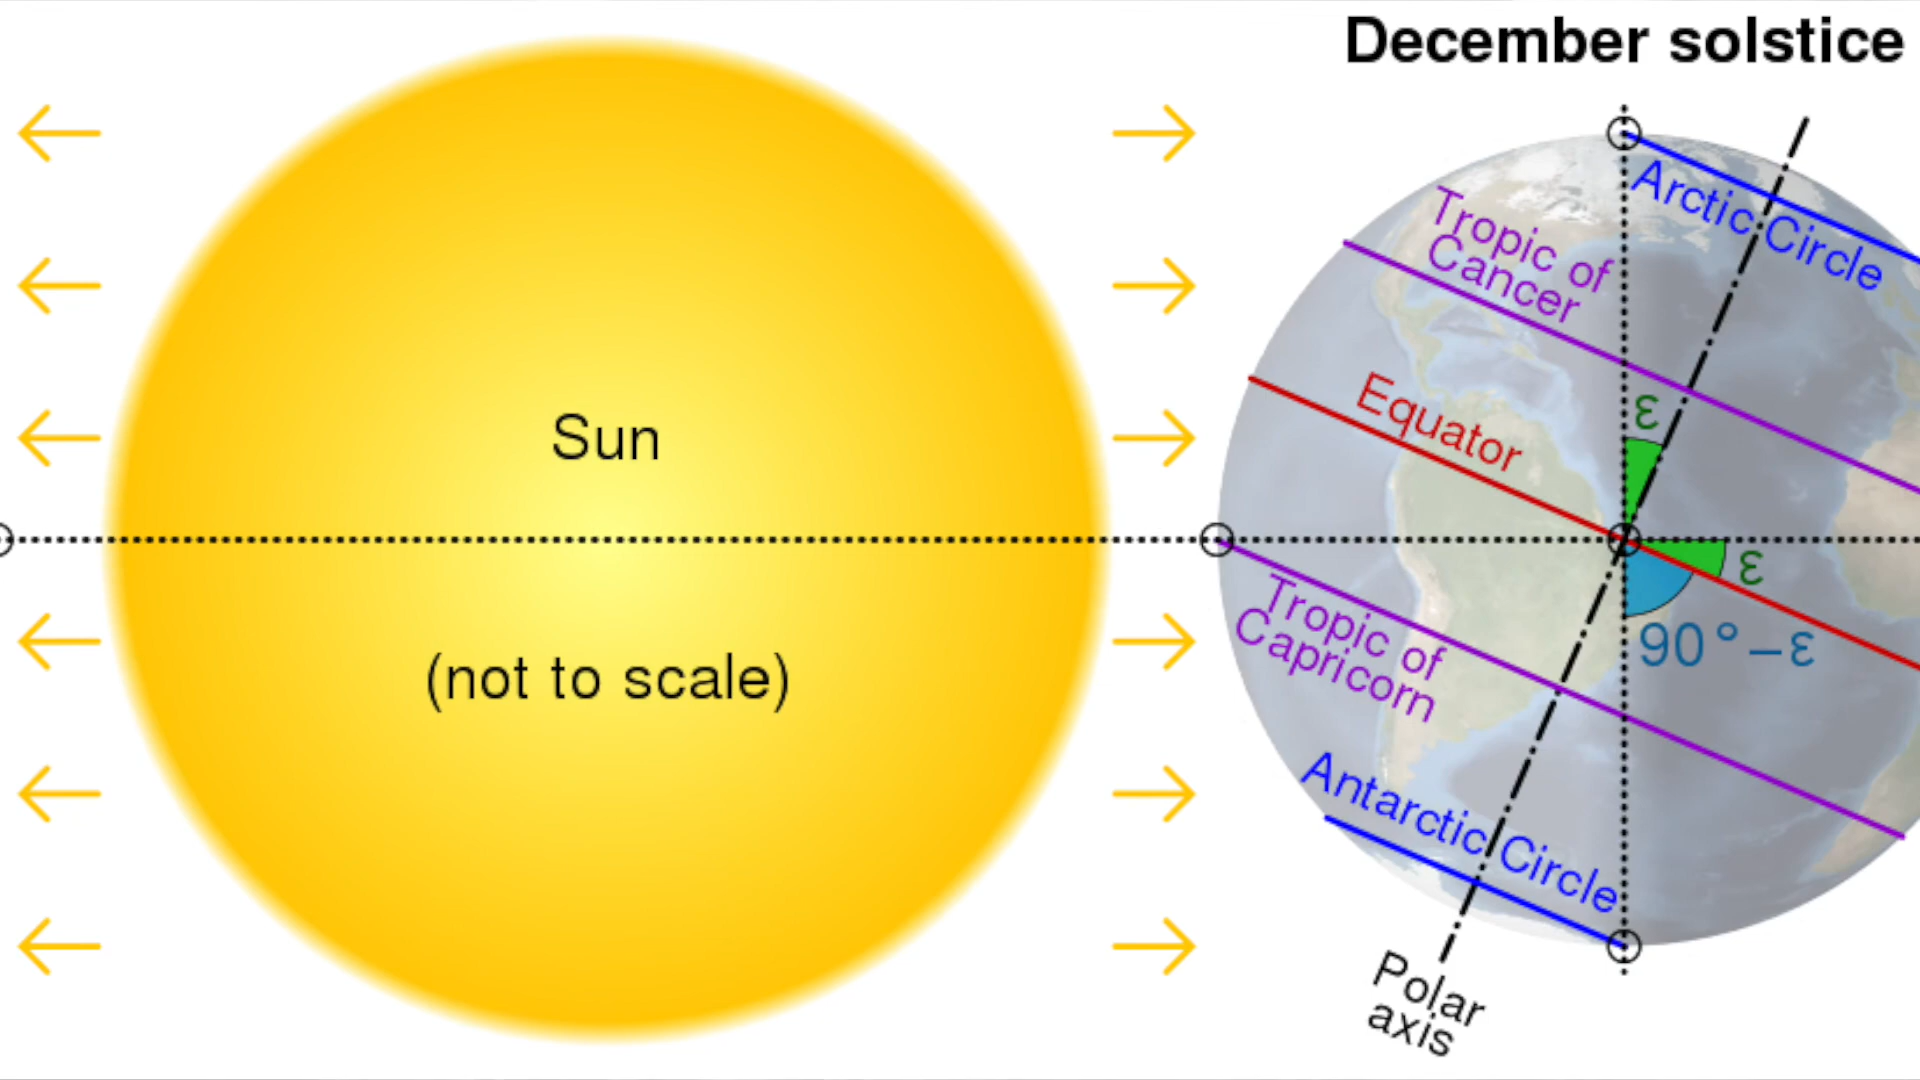 December solstice
Arctic Circle
Tropic of
Cancer
ε
Equator
Sun
ε
90°−ε
Tropic of
Capricorn
(not to scale)
Antarctic Circle
Polar
axis